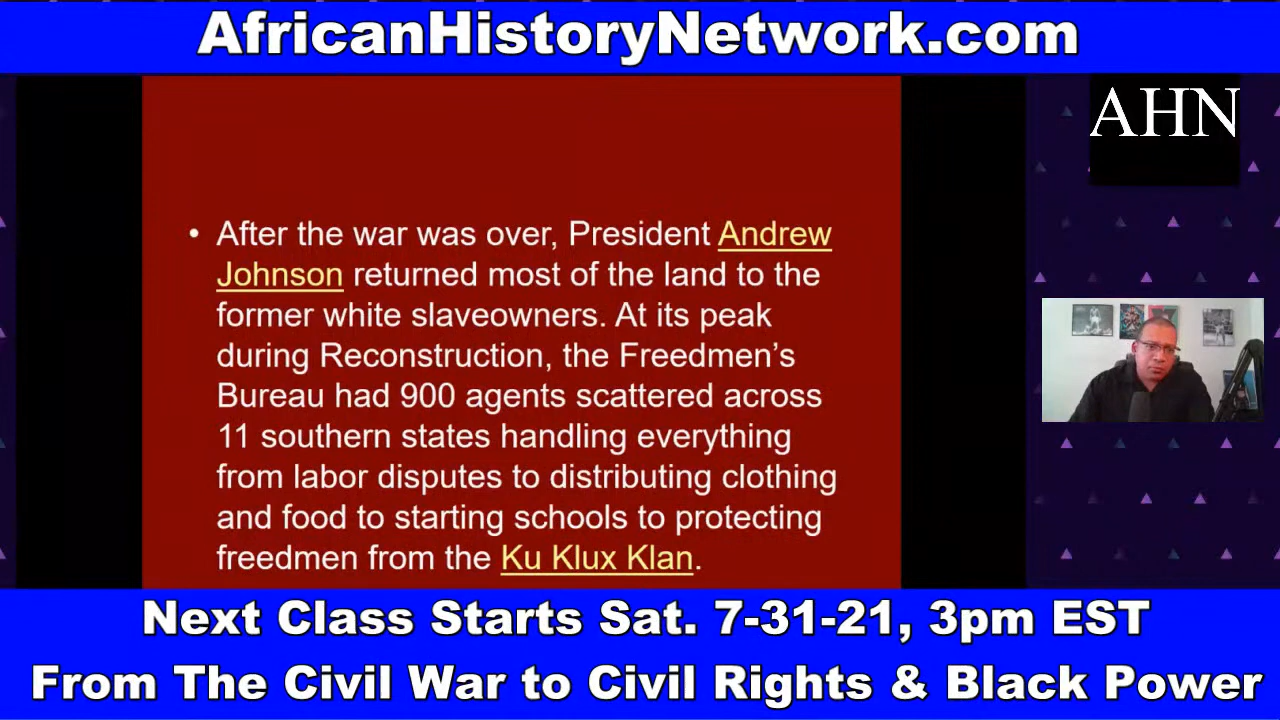 AfricanHistoryNetwork.com
AHN
• After the war was over, President Andrew
Johnson returned most of the land to the
former white slaveowners. At its peak
during Reconstruction, the Freedmen’s
Bureau had 900 agents scattered across
11 southern states handling everything
from labor disputes to distributing clothing
and food to starting schools to protecting
freedmen from the Ku Klux Klan.
Next Class Starts Sat. 7-31-21, 3pm EST
From The Civil War to Civil Rights & Black Power